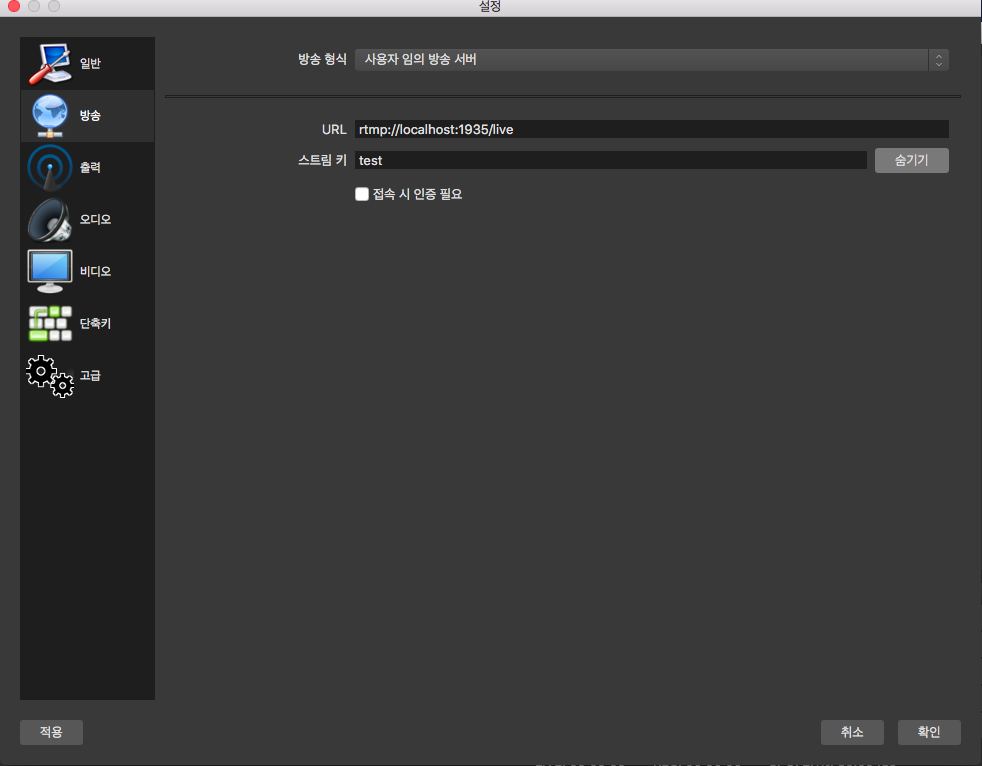 설정
일반
방송
출력
오디오
비디오
단축키
고급
방송 형식 사용자 임의 방송 서버
URL rtmp://localhost:1935/live
스트림 키 test 숨기기
접속 시 인증 필요
적용 취소 확인